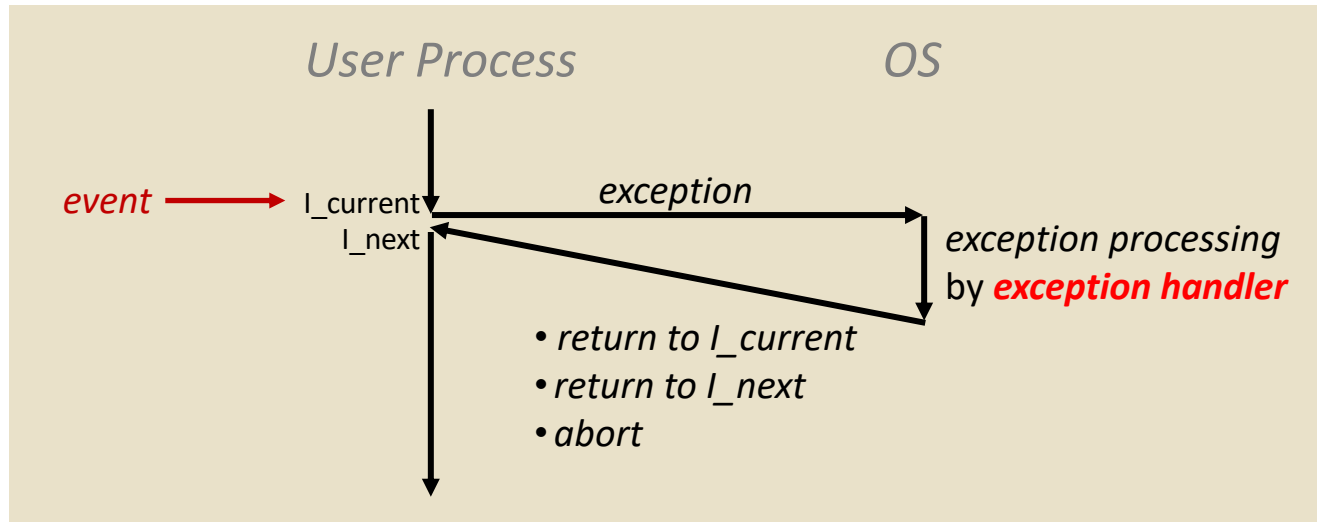 User Process
OS
event
I_current
exception
I_next
exception processing
by exception handler
• return to I_current
• return to I_next
• abort